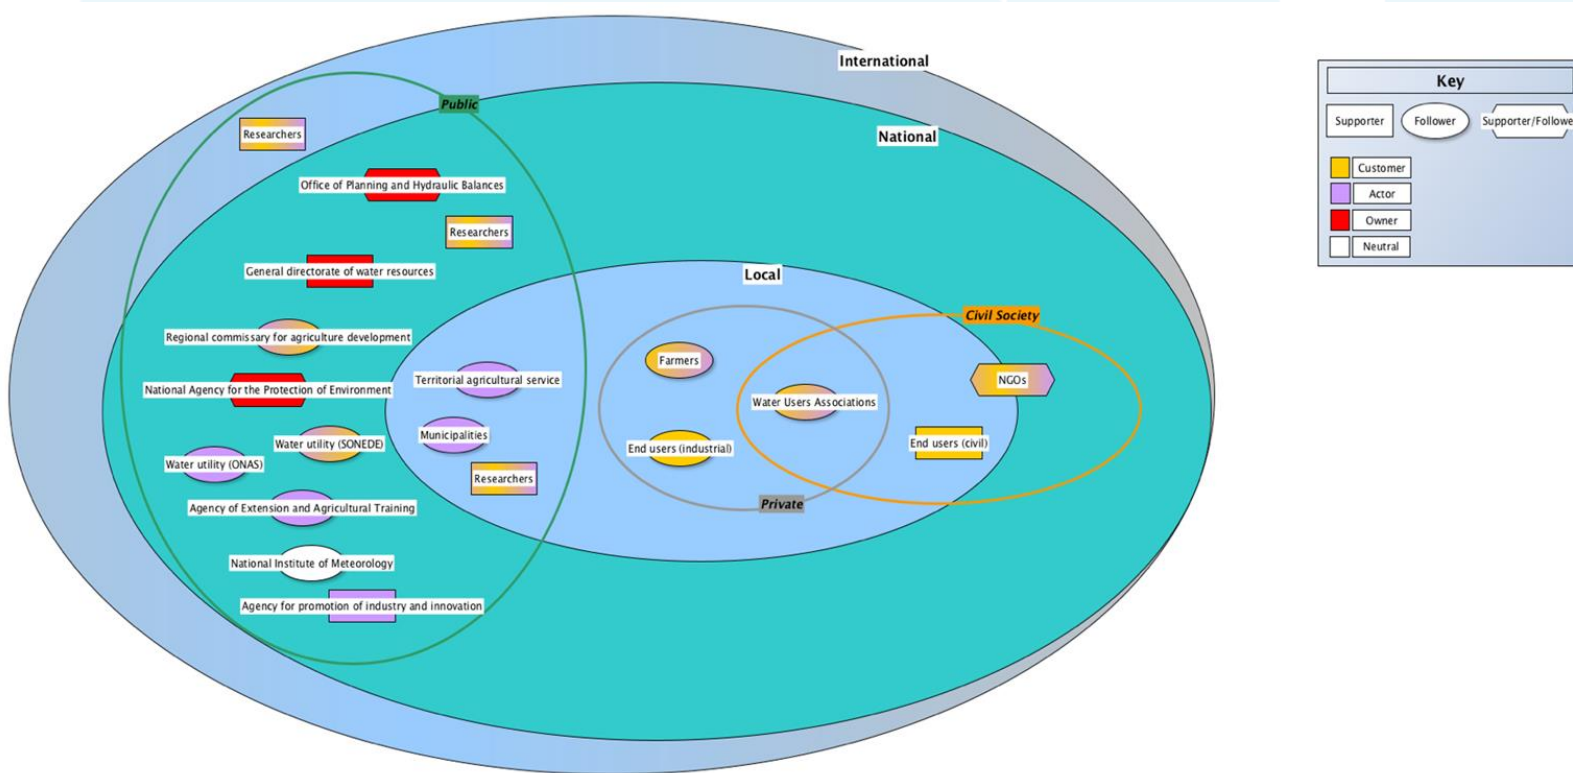 International
Public
National
Researchers
Office of Planning and Hydraulic Balances
Researchers
General directorate of water resources
Local
Regional commissary for agriculture development
National Agency for the Protection of Environment
Water utility (SONEDE)
Water utility (ONAS)
Agency of Extension and Agricultural Training
National Institute of Meteorology
Agency for promotion of industry and innovation
Territorial agricultural service
Municipalities
Researchers
Farmers
Water Users Associations
End users (industrial)
Private
Civil Society
NGOs
End users (civil)
Key
Supporter
Follower
Supporter/Followe
Customer
Actor
Owner
Neutral